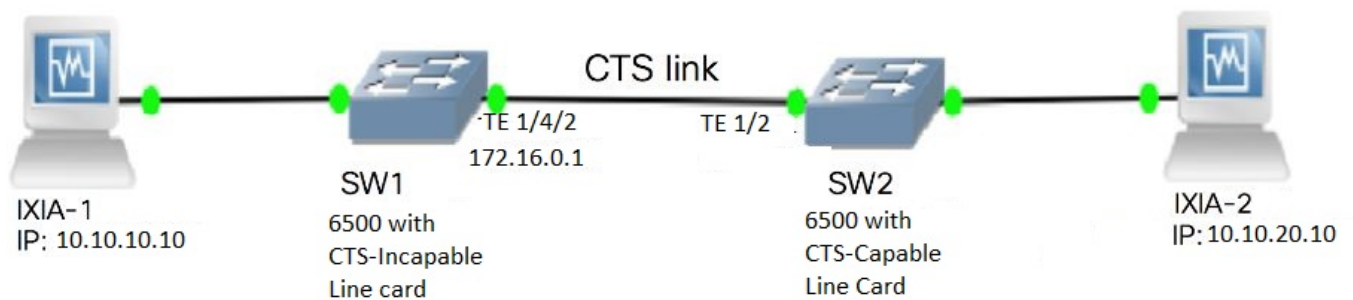 CTS link
TE 1/4/2
172.16.0.1
TE 1/2
SW1
6500 with
CTS-Incapable
Line card
SW2
6500 with
CTS-Capable
Line Card
IXIA-1
IP: 10.10.10.10
IXIA-2
IP: 10.10.20.10